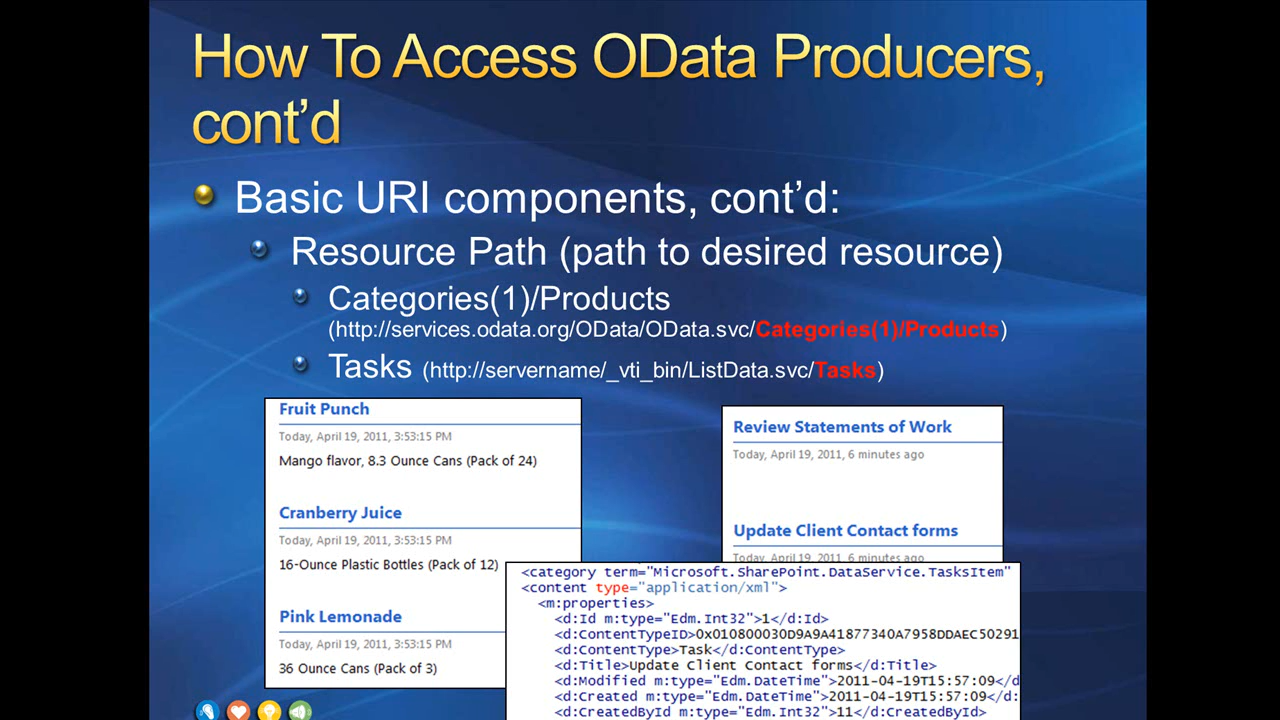 How To Access OData Producers,
cont'd
Basic URI components, cont'd:
Resource Path (path to desired resource)
Categories(1)/Products
(http://services.odata.org/OData/OData.svc/Categories(1)/Products)
Tasks (http://servername/_vti_bin/ListData.svc/Tasks)
Fruit Punch
Today, April 19, 2011, 3:53:15 PM
Mango flavor, 8.3 Ounce Cans (Pack of 24)
Cranberry Juice
Today, April 19, 2011, 3:53:15 PM
16-Ounce Plastic Bottles (Pack of 12)
Pink Lemonade
Today, April 19, 2011, 3:53:15 PM
36 Ounce Cans (Pack of 3)
Review Statements of Work
Today, April 19, 2011, 6 minutes ago
Update Client Contact forms
Today, April 19, 2011, 6 minutes ago
<category term="Microsoft.SharePoint.DataService.TasksItem"
<content type="application/xml">
<m:properties>
<d:Id m:type="Edm.Int32">1</d:Id>
<d:ContentTypeID>0x010800030D9A9A41877340A7958DDAEC50291
<d:ContentType>Task</d:ContentType>
<d:Title>Update Client Contact forms</d:Title>
<d:Modified m:type="Edm.DateTime">2011-04-19T15:57:09</d
<d:Created m:type="Edm.DateTime">2011-04-19T15:57:09</d:
<d:CreatedById m:type="Edm.Int32">11</d:CreatedById>